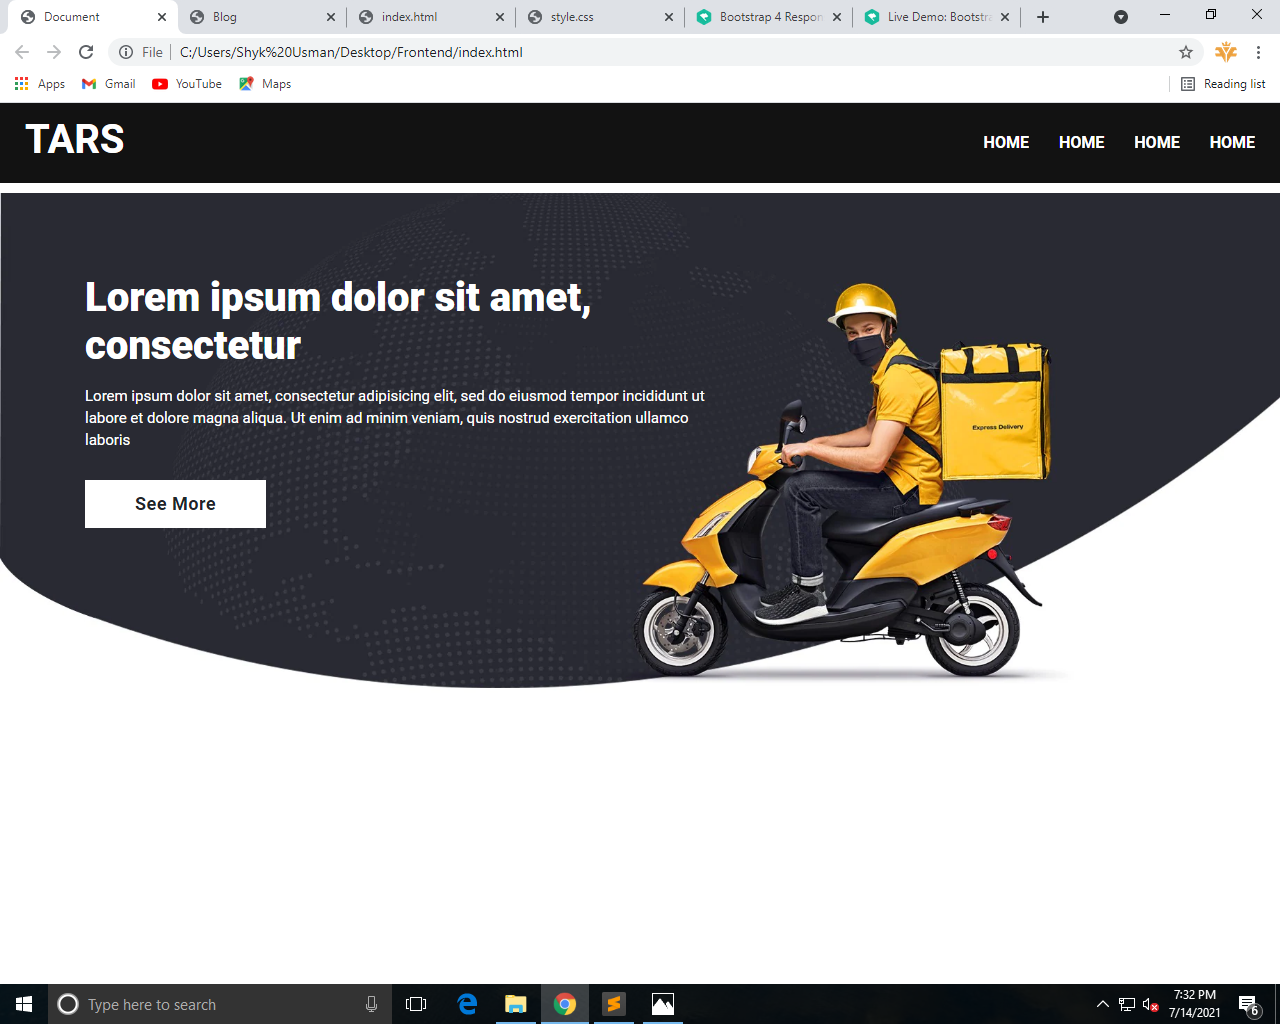 Document
Blog
index.html
style.css
Bootstrap 4 Respon
Live Demo: Bootstra
File
C:/Users/Shyk%20Usman/Desktop/Frontend/index.html
Apps
Gmail
YouTube
Maps
Reading list
TARS
HOME HOME HOME HOME
Lorem ipsum dolor sit amet,
consectetur
Lorem ipsum dolor sit amet, consectetur adipisicing elit, sed do eiusmod tempor incididunt ut
labore et dolore magna aliqua. Ut enim ad minim veniam, quis nostrud exercitation ullamco
laboris
See More
Express Delivery
Type here to search
7:32 PM
7/14/2021
6